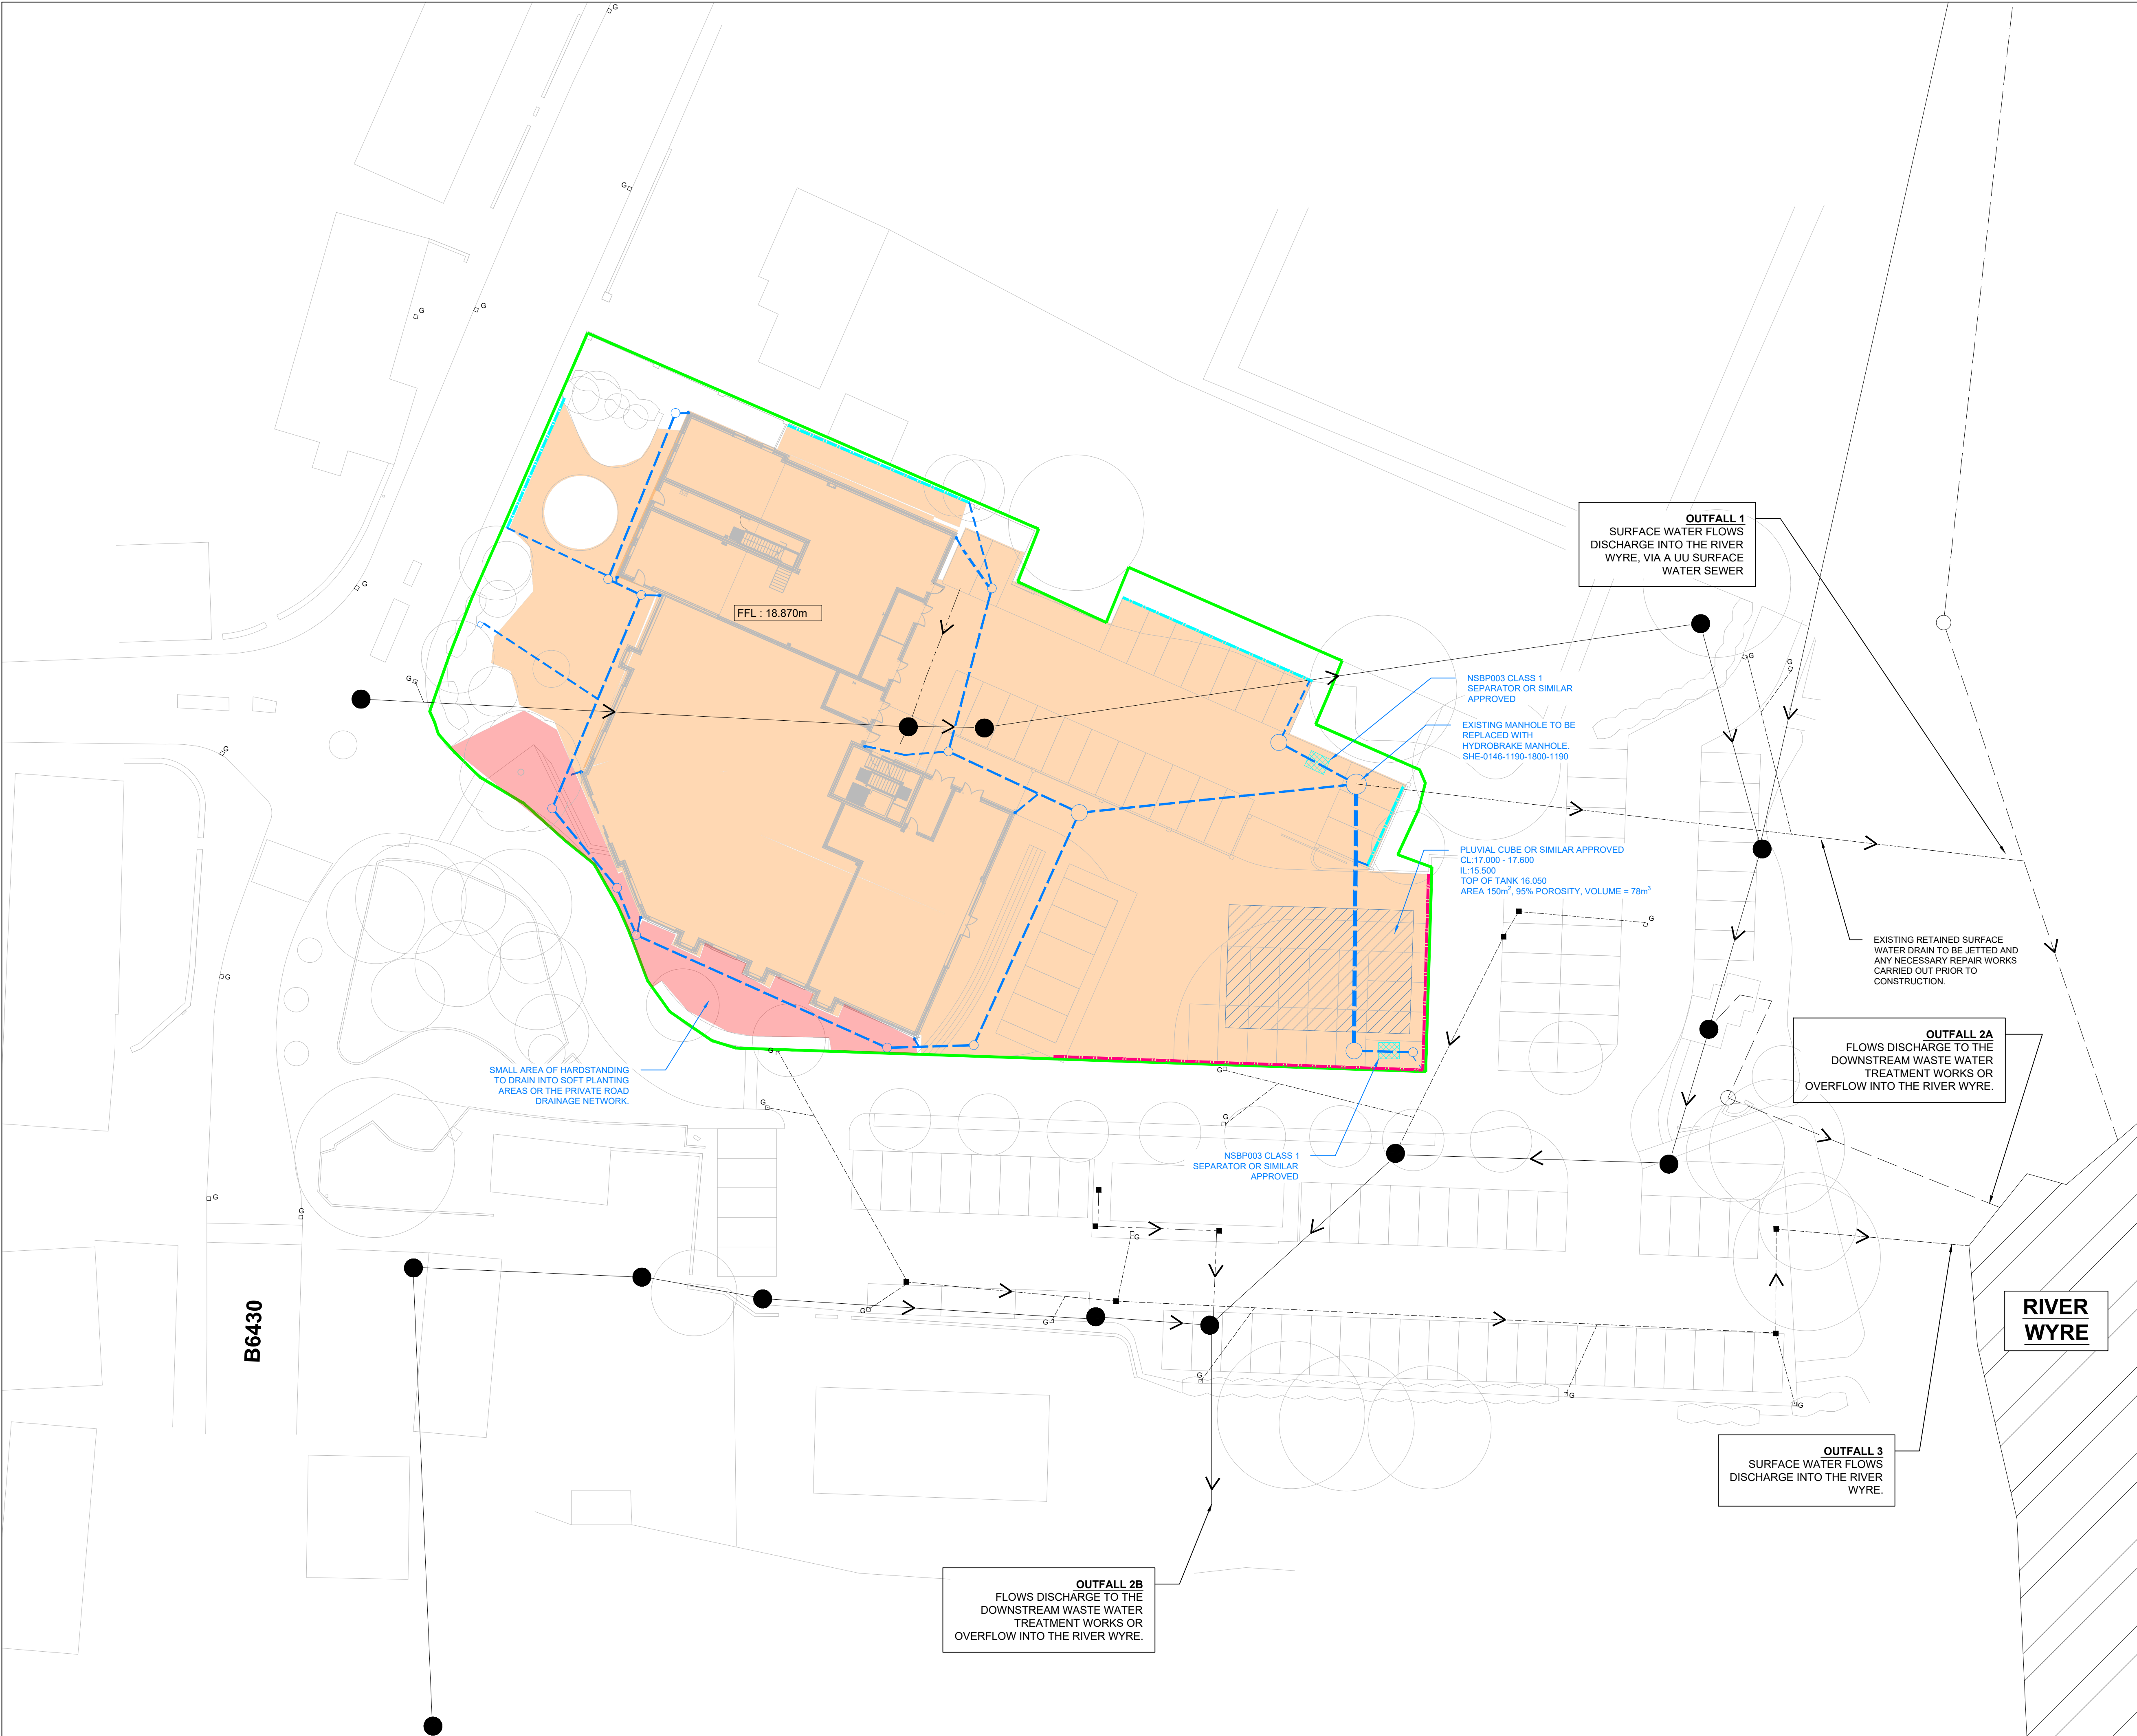 G
G
G
G
G
G
G
G
G
G
G
FFL : 18.870m
OUTFALL 1
SURFACE WATER FLOWS
DISCHARGE INTO THE RIVER
WYRE, VIA A UU SURFACE
WATER SEWER
G
G
NSBP003 CLASS 1
SEPARATOR OR SIMILAR
APPROVED
EXISTING MANHOLE TO BE
REPLACED WITH
HYDROBRAKE MANHOLE.
SHE-0146-1190-1800-1190
PLUVIAL CUBE OR SIMILAR APPROVED
CL:17.000 - 17.600
IL:15.500
TOP OF TANK 16.050
AREA 150m², 95% POROSITY, VOLUME = 78m³
G
EXISTING RETAINED SURFACE
WATER DRAIN TO BE JETTED AND
ANY NECESSARY REPAIR WORKS
CARRIED OUT PRIOR TO
CONSTRUCTION.
OUTFALL 2A
FLOWS DISCHARGE TO THE
DOWNSTREAM WASTE WATER
TREATMENT WORKS OR
OVERFLOW INTO THE RIVER WYRE.
SMALL AREA OF HARDSTANDING
TO DRAIN INTO SOFT PLANTING
AREAS OR THE PRIVATE ROAD
DRAINAGE NETWORK.
G
G
G
G
NSBP003 CLASS 1
SEPARATOR OR SIMILAR
APPROVED
G
G
G
G
G
G
B6430
RIVER
WYRE
OUTFALL 3
SURFACE WATER FLOWS
DISCHARGE INTO THE RIVER
WYRE.
OUTFALL 2B
FLOWS DISCHARGE TO THE
DOWNSTREAM WASTE WATER
TREATMENT WORKS OR
OVERFLOW INTO THE RIVER WYRE.